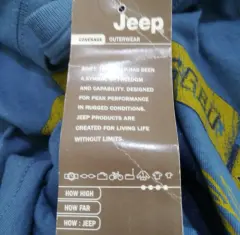 Jeep
COVERAGE OUTERWEAR
BEEN
A SYMBOL OF FREEDOM
AND CAPABILITY. DESIGNED
FOR PEAK PERFORMANCE
IN RUGGED CONDITIONS.
JEEP PRODUCTS ARE
CREATED FOR LIVING LIFE
WITHOUT LIMITS.
HOW HIGH
HOW FAR
HOW : JEEP